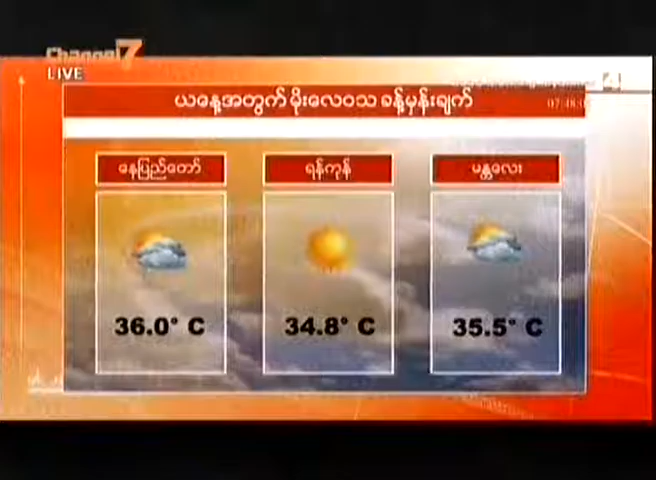 Channel 7
LIVE
ယနေ့အတွက် မိုးလေဝသ ခန့်မှန်းချက်
နေပြည်တော်
ရန်ကုန်
မန္တလေး
36.0° C
34.8° C
35.5° C